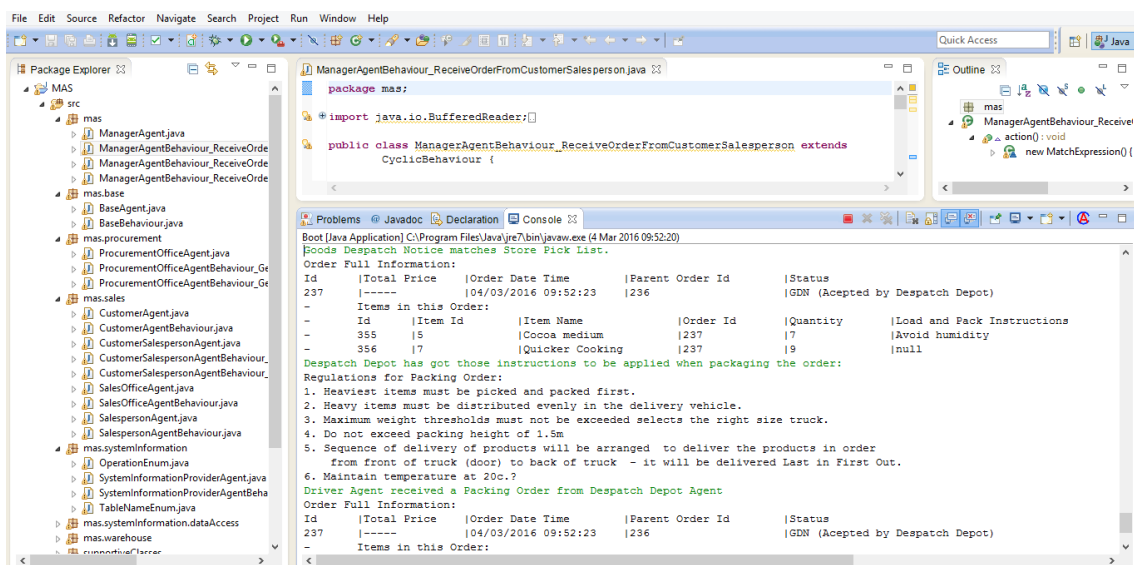 File Edit Source Refactor Navigate Search Project Run Window Help
Quick Access
Java
Package Explorer
MAS
src
mas
ManagerAgent.java
ManagerAgentBehaviour_ReceiveOrde
ManagerAgentBehaviour_ReceiveOrde
ManagerAgentBehaviour_ReceiveOrde
mas.base
BaseAgent.java
BaseBehaviour.java
mas.procurement
ProcurementOfficeAgent.java
ProcurementOfficeAgentBehaviour_Ge
ProcurementOfficeAgentBehaviour_Ge
mas.sales
CustomerAgent.java
CustomerAgentBehaviour.java
CustomerSalespersonAgent.java
CustomerSalespersonAgentBehaviour_
CustomerSalespersonAgentBehaviour_
SalesOfficeAgent.java
SalesOfficeAgentBehaviour.java
SalespersonAgent.java
SalespersonAgentBehaviour.java
mas.systemInformation
OperationEnum.java
SystemInformationProviderAgent.java
SystemInformationProviderAgentBeha
TableNameEnum.java
mas.systemInformation.dataAccess
mas.warehouse
supportiveClasses
ManagerAgentBehaviour_ReceiveOrderFromCustomerSalesperson.java
package mas;
import java.io.BufferedReader;
public class ManagerAgentBehaviour_ReceiveOrderFromCustomerSalesperson extends
CyclicBehaviour {
Outline
mas
ManagerAgentBehaviour_Receive
action() : void
new MatchExpression() {
Problems @ Javadoc Declaration Console
Boot [Java Application] C:\Program Files\Java\jre7\bin\javaw.exe (4 Mar 2016 09:52:20)
Goods Despatch Notice matches Store Pick List.
Order Full Information:
Id |Total Price |Order Date Time |Parent Order Id |Status
237 |----- |04/03/2016 09:52:23 |236 |GDN (Acepted by Despatch Depot)
- Items in this Order:
- Id |Item Id |Item Name |Order Id |Quantity |Load and Pack Instructions
- 355 |5 |Cocoa medium |237 |7 |Avoid humidity
- 356 |7 |Quicker Cooking |237 |9 |null
Despatch Depot has got those instructions to be applied when packaging the order:
Regulations for Packing Order:
1. Heaviest items must be picked and packed first.
2. Heavy items must be distributed evenly in the delivery vehicle.
3. Maximum weight thresholds must not be exceeded selects the right size truck.
4. Do not exceed packing height of 1.5m
5. Sequence of delivery of products will be arranged to deliver the products in order
from front of truck (door) to back of truck - it will be delivered Last in First Out.
6. Maintain temperature at 20c.?
Driver Agent received a Packing Order from Despatch Depot Agent
Order Full Information:
Id |Total Price |Order Date Time |Parent Order Id |Status
237 |----- |04/03/2016 09:52:23 |236 |GDN (Acepted by Despatch Depot)
- Items in this Order: